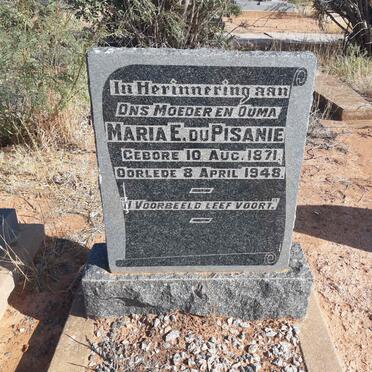 In Herinnering aan
Ons Moeder en Ouma
Maria E. du Pisanie
Gebore 10 Aug. 1871.
Oorlede 8 April 1948.
"U Voorbeeld leef voort."